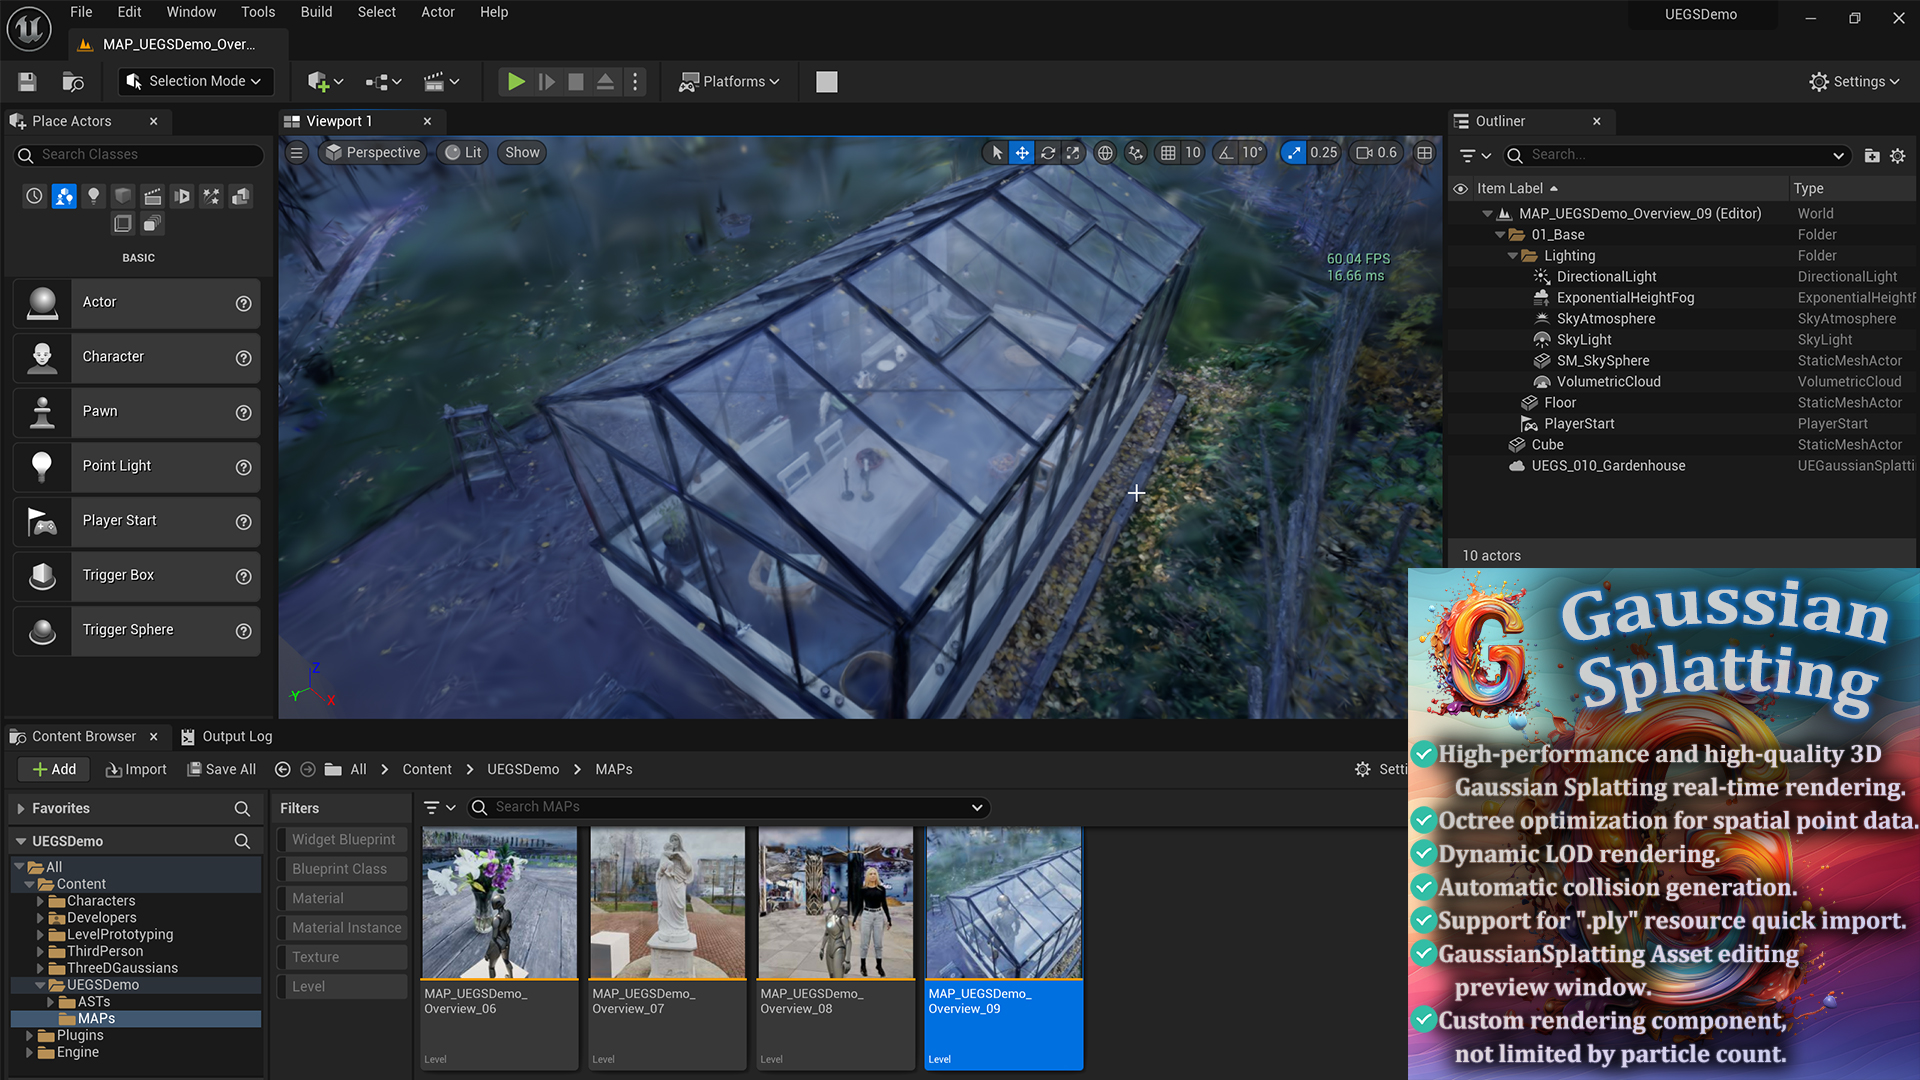 File Edit Window Tools Build Select Actor Help
UEGSDemo
MAP_UEGSDemo_Over...
Selection Mode
Platforms
Settings
Place Actors
Search Classes
BASIC
Actor
Character
Pawn
Point Light
Player Start
Trigger Box
Trigger Sphere
Viewport 1
Perspective Lit Show
10 10° 0.25 0.6
60.04 FPS
16.66 ms
Z
Y
X
Outliner
Search...
Item Label Type
MAP_UEGSDemo_Overview_09 (Editor) World
01_Base Folder
Lighting Folder
DirectionalLight DirectionalLight
ExponentialHeightFog ExponentialHeightF
SkyAtmosphere SkyAtmosphere
SkyLight SkyLight
SM_SkySphere StaticMeshActor
VolumetricCloud VolumetricCloud
Floor StaticMeshActor
PlayerStart PlayerStart
Cube StaticMeshActor
UEGS_010_Gardenhouse UEGaussianSplatti
10 actors
Content Browser Output Log
Add Import Save All All Content UEGSDemo MAPs
Setti
Favorites
UEGSDemo
All
Content
Characters
Developers
LevelPrototyping
ThirdPerson
ThreeDGaussians
UEGSDemo
ASTs
MAPs
Plugins
Engine
Filters
Widget Blueprint
Blueprint Class
Material
Material Instance
Texture
Level
Search MAPs
MAP_UEGSDemo_
Overview_06
Level
MAP_UEGSDemo_
Overview_07
Level
MAP_UEGSDemo_
Overview_08
Level
MAP_UEGSDemo_
Overview_09
Level
G
Gaussian
Splatting
High-performance and high-quality 3D
Gaussian Splatting real-time rendering.
Octree optimization for spatial point data.
Dynamic LOD rendering.
Automatic collision generation.
Support for ".ply" resource quick import.
GaussianSplatting Asset editing
preview window.
Custom rendering component,
not limited by particle count.